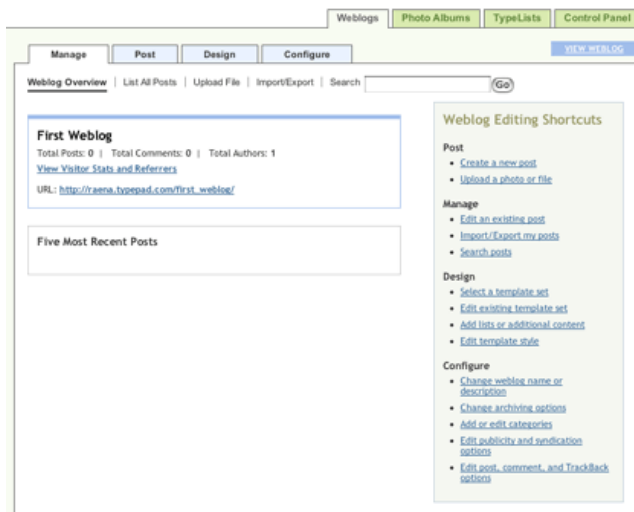 Weblogs Photo Albums TypeLists Control Panel
Manage Post Design Configure VIEW WEBLOG
Weblog Overview | List All Posts | Upload File | Import/Export | Search Go
First Weblog
Total Posts: 0 | Total Comments: 0 | Total Authors: 1
View Visitor Stats and Referrers
URL: http://raena.typepad.com/first_weblog/
Five Most Recent Posts
Weblog Editing Shortcuts
Post
• Create a new post
• Upload a photo or file
Manage
• Edit an existing post
• Import/Export my posts
• Search posts
Design
• Select a template set
• Edit existing template set
• Add lists or additional content
• Edit template style
Configure
• Change weblog name or
description
• Change archiving options
• Add or edit categories
• Edit publicity and syndication
options
• Edit post, comment, and TrackBack
options